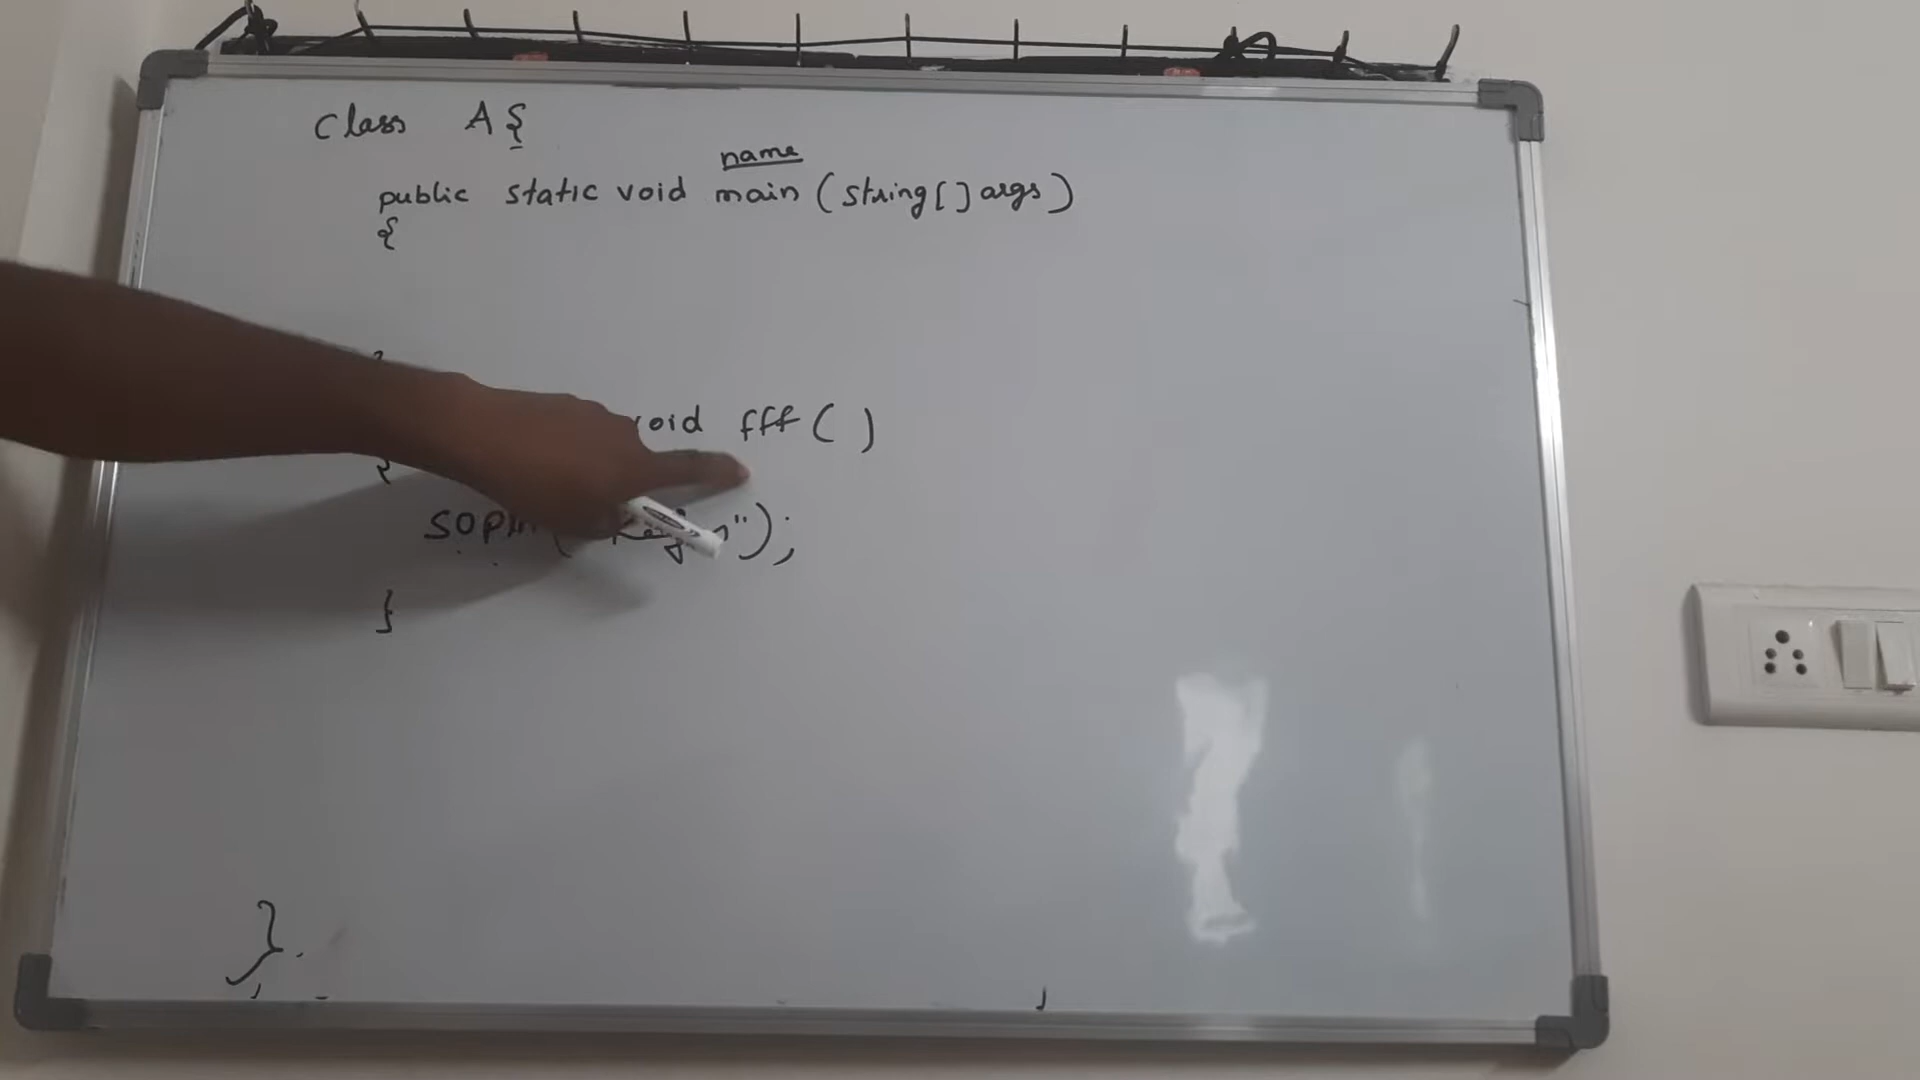 class A{
name
public static void main (string[] args)
{
void fff( )
{
");
}
}